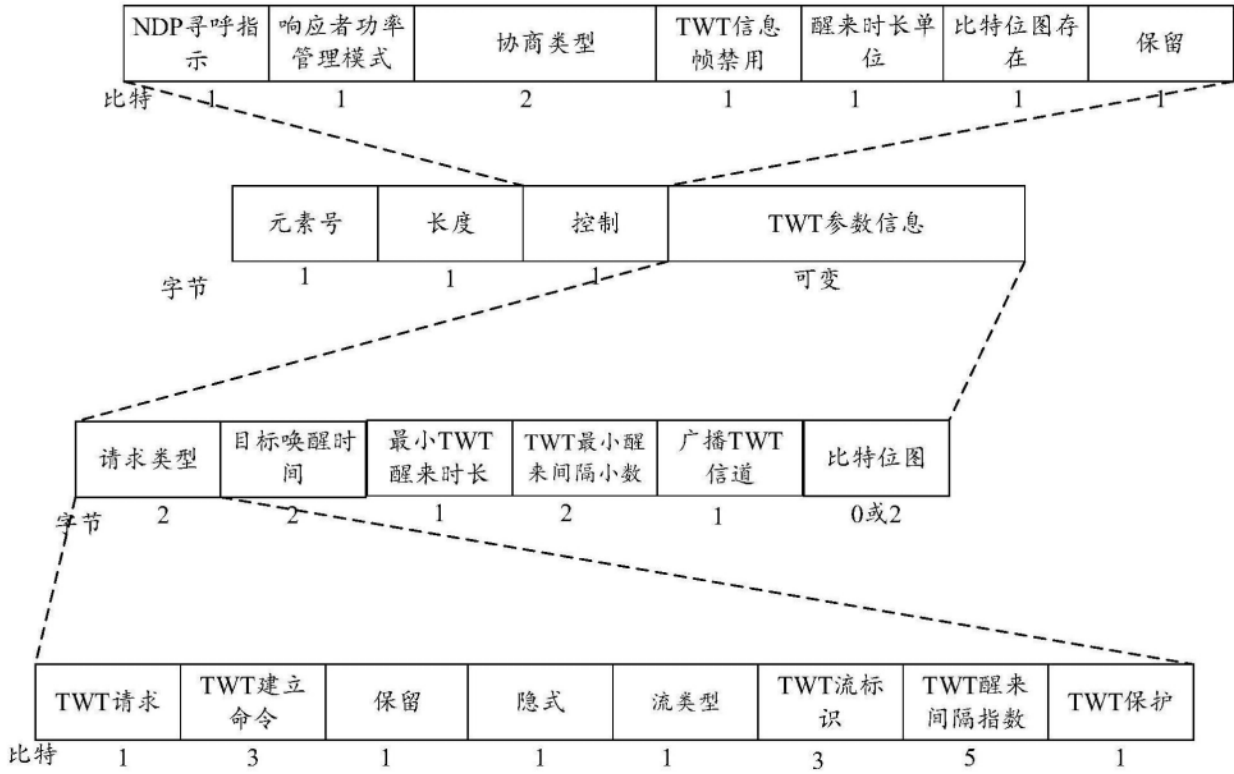 NDP寻呼指示
响应者功率管理模式
协商类型
TWT信息帧禁用
醒来时长单位
比特位图存在
保留
比特 1 1 2 1 1 1 1
元素号 长度 控制 TWT参数信息
字节 1 1 1 可变
请求类型
目标唤醒时间
最小TWT醒来时长
TWT最小醒来间隔小数
广播TWT信道
比特位图
字节 2 2 1 2 1 0或2
TWT请求
TWT建立命令
保留
隐式
流类型
TWT流标识
TWT醒来间隔指数
TWT保护
比特 1 3 1 1 1 3 5 1